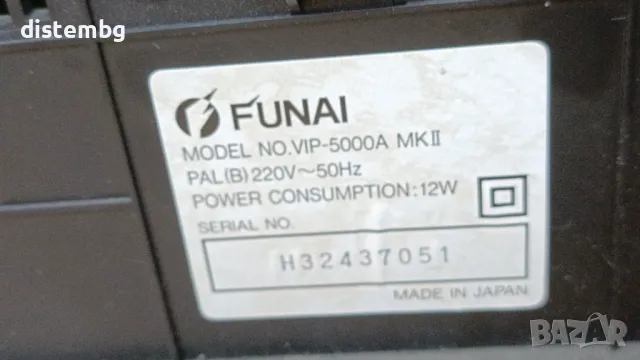 distembg
FUNAI
MODEL NO.VIP-5000A MKII
PAL(B) 220V~50Hz
POWER CONSUMPTION:12W
SERIAL NO.
H32437051
MADE IN JAPAN
BAZAR